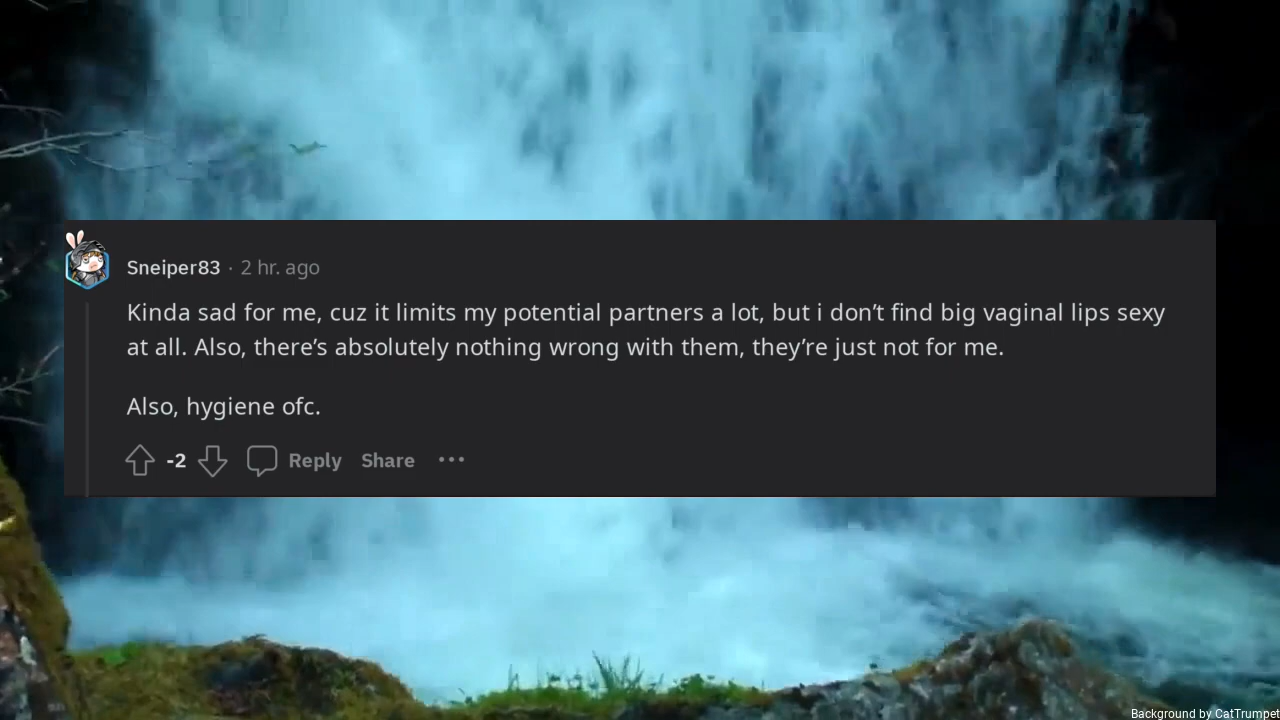 Sneiper83 · 2 hr. ago
Kinda sad for me, cuz it limits my potential partners a lot, but i don’t find big vaginal lips sexy
at all. Also, there’s absolutely nothing wrong with them, they’re just not for me.
Also, hygiene ofc.
-2 Reply Share
Background by CatTrumpet